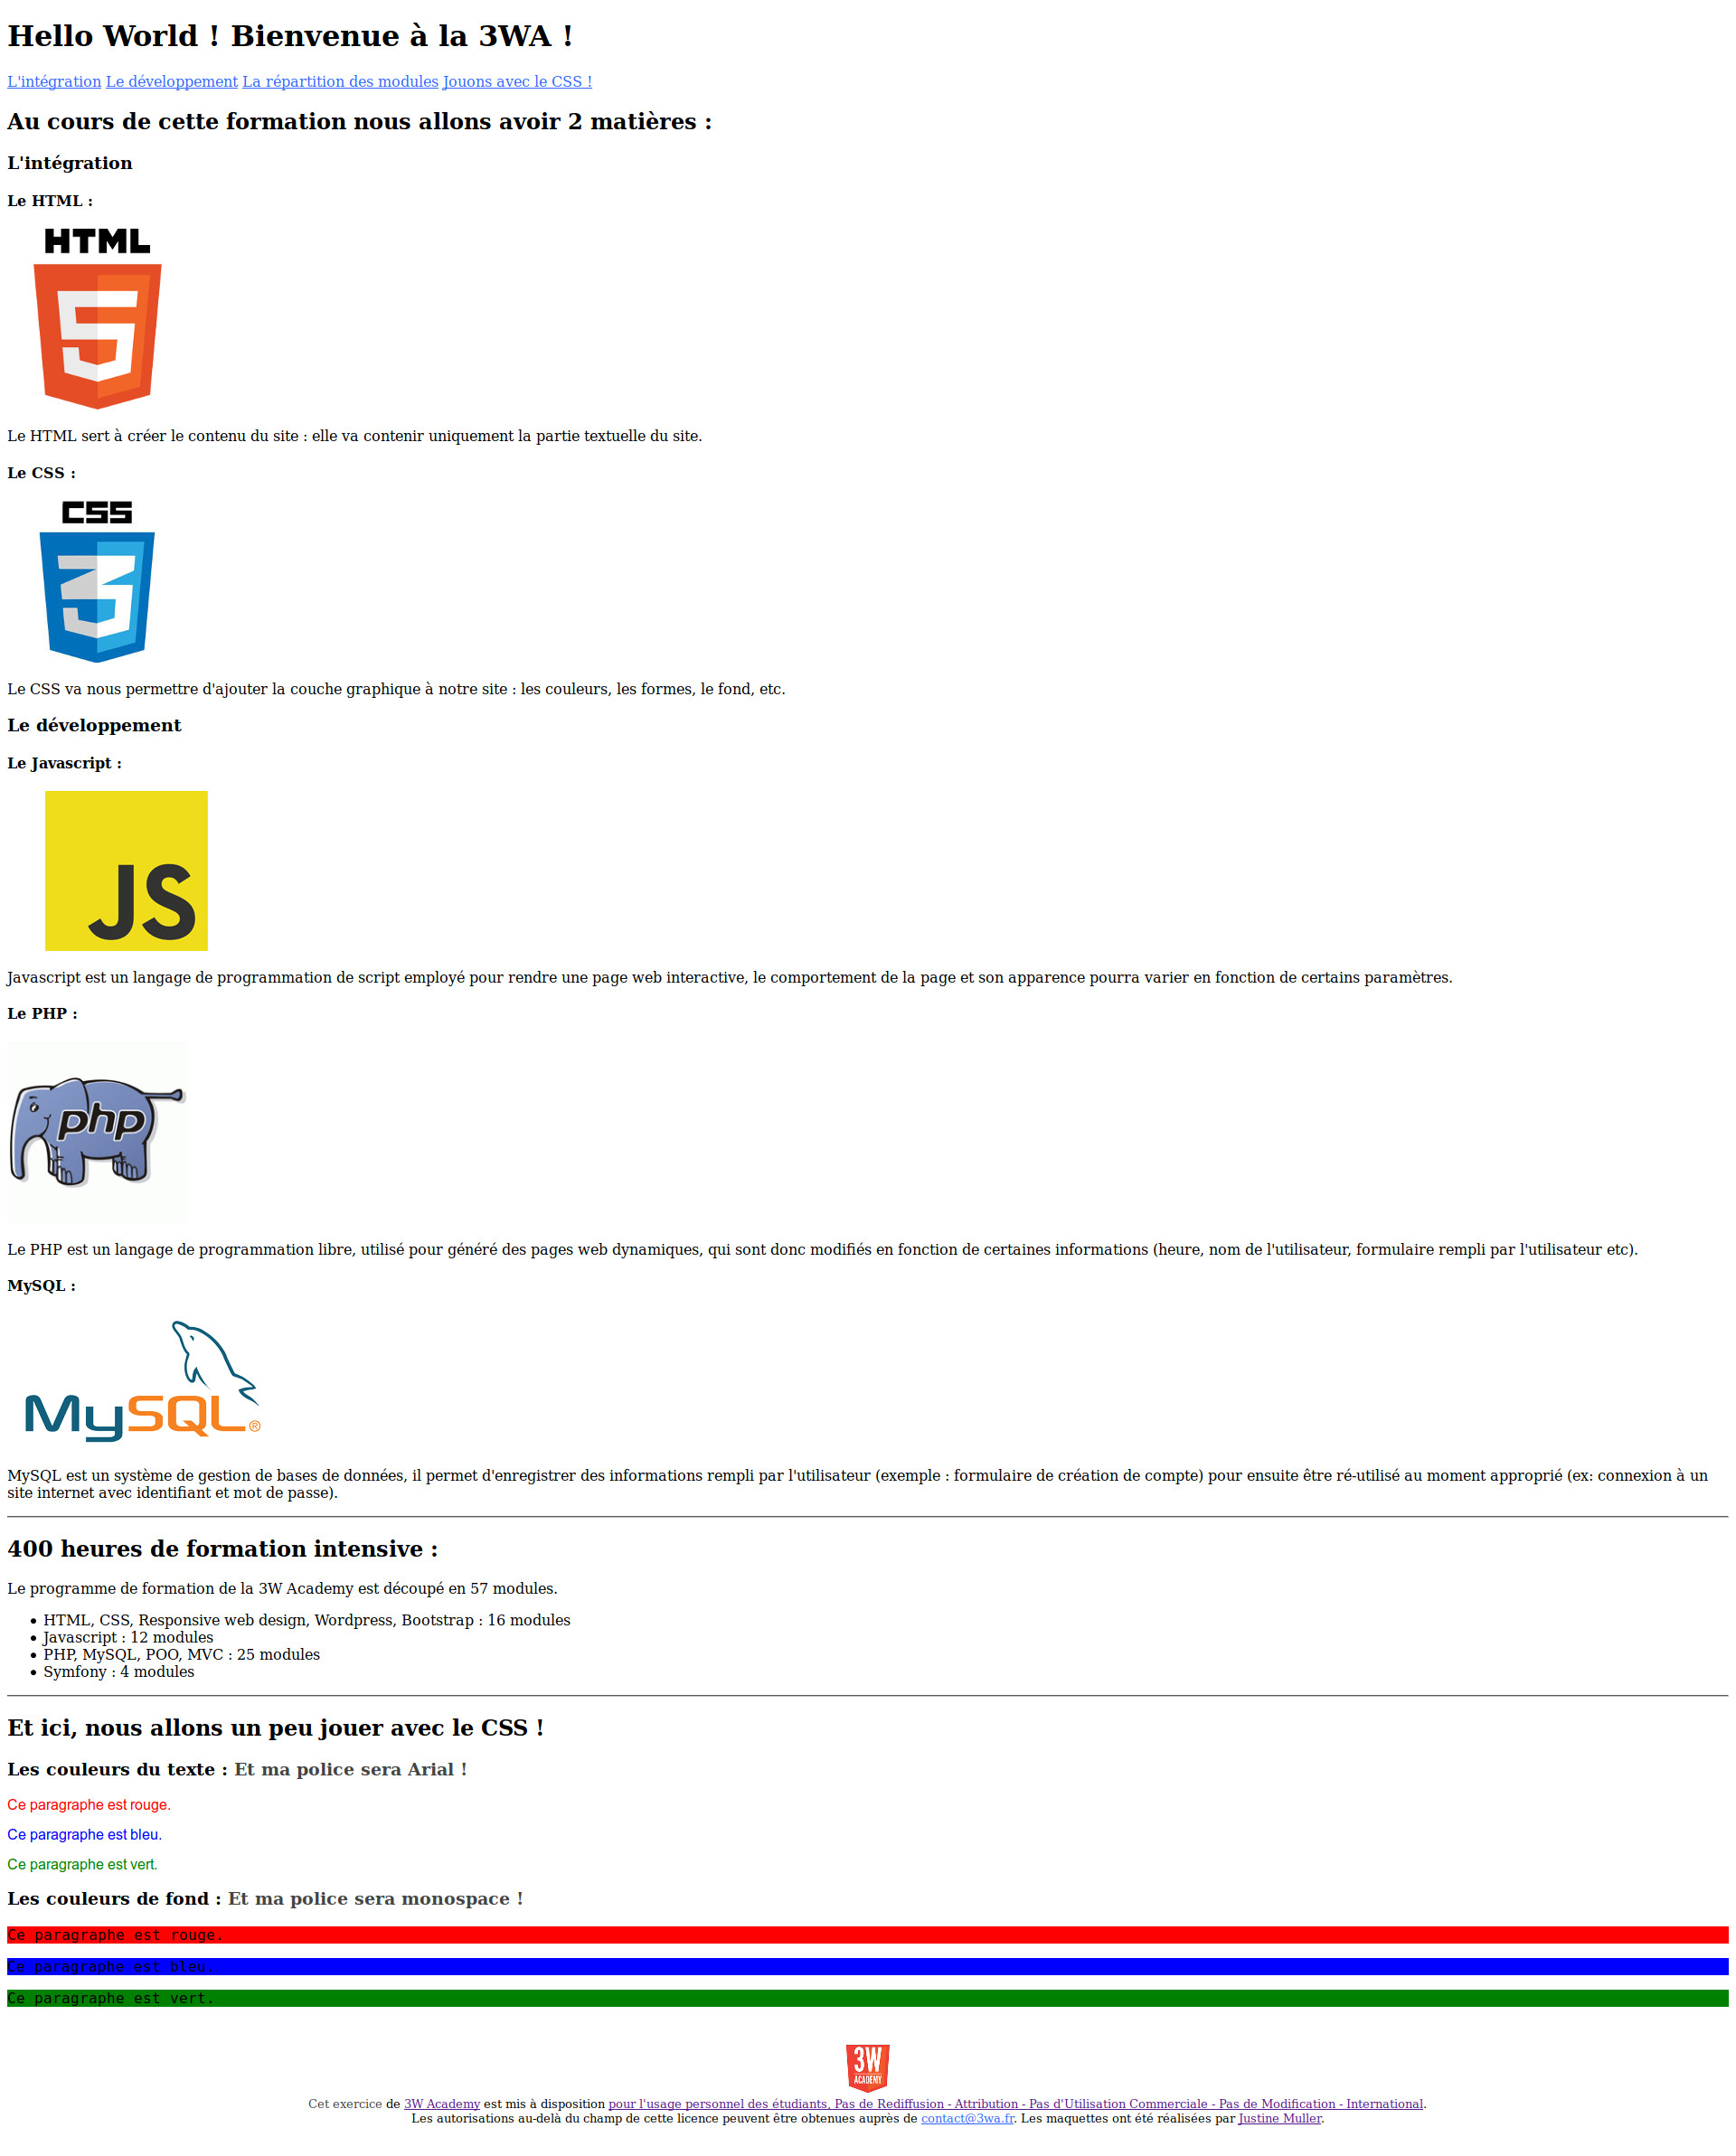 Hello World ! Bienvenue à la 3WA !
L'intégration Le développement La répartition des modules Jouons avec le CSS !
Au cours de cette formation nous allons avoir 2 matières :
L'intégration
Le HTML :
HTML
5
Le HTML sert à créer le contenu du site : elle va contenir uniquement la partie textuelle du site.
Le CSS :
CSS
3
Le CSS va nous permettre d'ajouter la couche graphique à notre site : les couleurs, les formes, le fond, etc.
Le développement
Le Javascript :
JS
Javascript est un langage de programmation de script employé pour rendre une page web interactive, le comportement de la page et son apparence pourra varier en fonction de certains paramètres.
Le PHP :
php
Le PHP est un langage de programmation libre, utilisé pour généré des pages web dynamiques, qui sont donc modifiés en fonction de certaines informations (heure, nom de l'utilisateur, formulaire rempli par l'utilisateur etc).
MySQL :
MySQL®
MySQL est un système de gestion de bases de données, il permet d'enregistrer des informations rempli par l'utilisateur (exemple : formulaire de création de compte) pour ensuite être ré-utilisé au moment approprié (ex: connexion à un
site internet avec identifiant et mot de passe).
400 heures de formation intensive :
Le programme de formation de la 3W Academy est découpé en 57 modules.
• HTML, CSS, Responsive web design, Wordpress, Bootstrap : 16 modules
• Javascript : 12 modules
• PHP, MySQL, POO, MVC : 25 modules
• Symfony : 4 modules
Et ici, nous allons un peu jouer avec le CSS !
Les couleurs du texte : Et ma police sera Arial !
Ce paragraphe est rouge.
Ce paragraphe est bleu.
Ce paragraphe est vert.
Les couleurs de fond : Et ma police sera monospace !
Ce paragraphe est rouge.
Ce paragraphe est bleu.
Ce paragraphe est vert.
3W
ACADEMY
Cet exercice de 3W Academy est mis à disposition pour l'usage personnel des étudiants, Pas de Rediffusion - Attribution - Pas d'Utilisation Commerciale - Pas de Modification - International.
Les autorisations au-delà du champ de cette licence peuvent être obtenues auprès de contact@3wa.fr. Les maquettes ont été réalisées par Justine Muller.